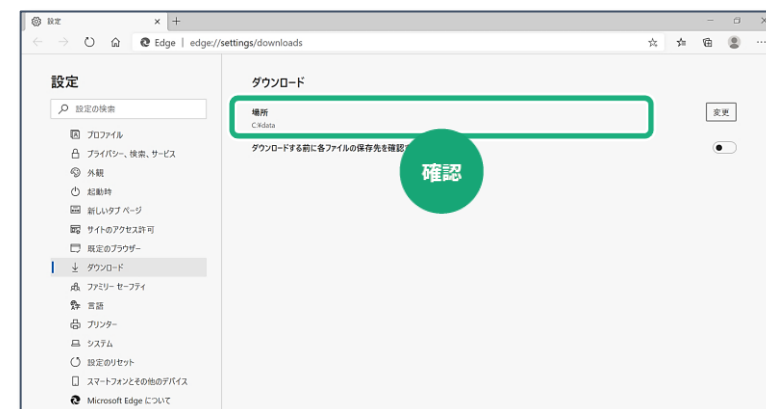 設定
Edge | edge://settings/downloads
設定
設定の検索
プロファイル
プライバシー、検索、サービス
外観
起動時
新しいタブ ページ
サイトのアクセス許可
既定のブラウザー
ダウンロード
ファミリー セーフティ
言語
プリンター
システム
設定のリセット
スマートフォンとその他のデバイス
Microsoft Edge について
ダウンロード
場所
C:¥data
変更
ダウンロードする前に各ファイルの保存先を確認
確認